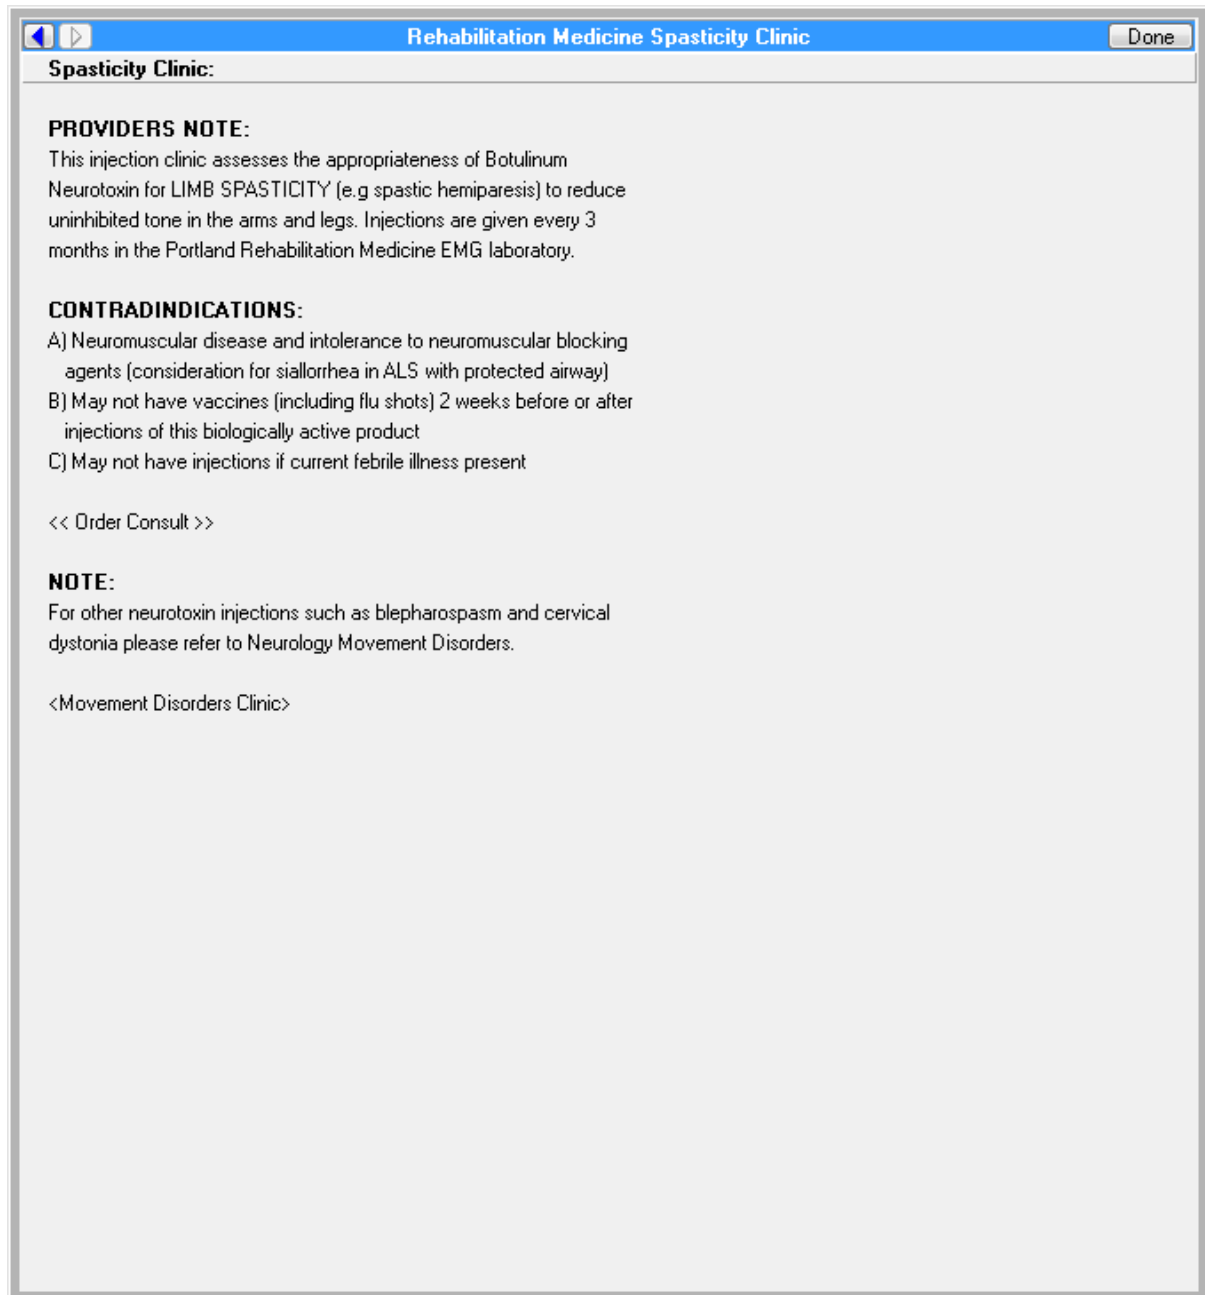 Rehabilitation Medicine Spasticity Clinic
Done
Spasticity Clinic:
PROVIDERS NOTE:
This injection clinic assesses the appropriateness of Botulinum
Neurotoxin for LIMB SPASTICITY (e.g spastic hemiparesis) to reduce
uninhibited tone in the arms and legs. Injections are given every 3
months in the Portland Rehabilitation Medicine EMG laboratory.
CONTRADINDICATIONS:
A) Neuromuscular disease and intolerance to neuromuscular blocking
agents (consideration for siallorrhea in ALS with protected airway)
B) May not have vaccines (including flu shots) 2 weeks before or after
injections of this biologically active product
C) May not have injections if current febrile illness present
<< Order Consult >>
NOTE:
For other neurotoxin injections such as blepharospasm and cervical
dystonia please refer to Neurology Movement Disorders.
<Movement Disorders Clinic>